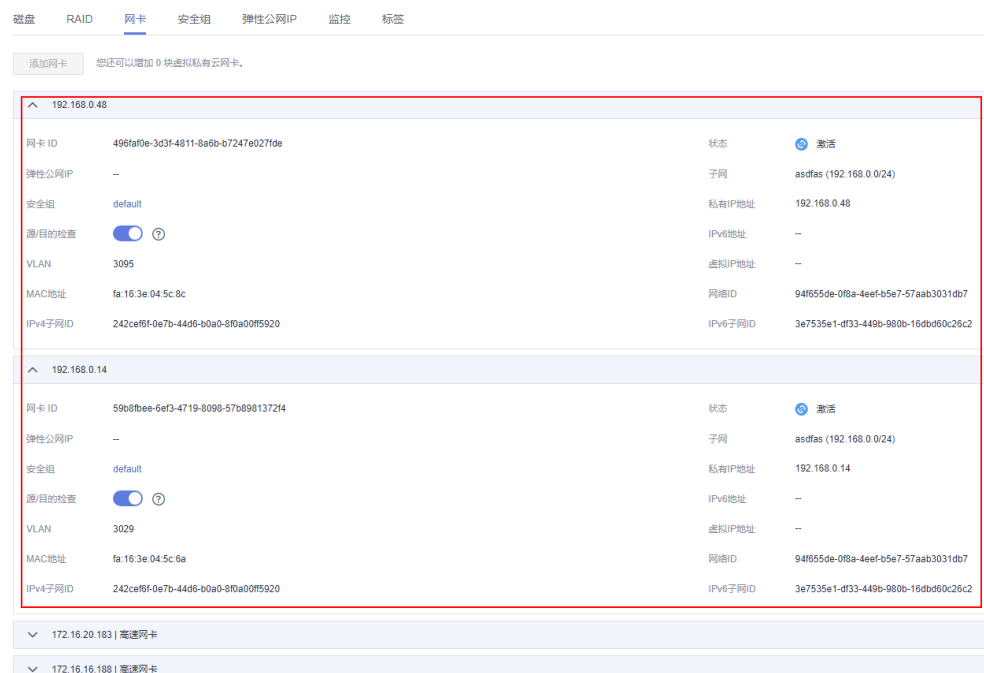 磁盘 RAID 网卡 安全组 弹性公网IP 监控 标签
添加网卡 您还可以增加 0 块虚拟私有云网卡。
192.168.0.48
网卡 ID 496faf0e-3d3f-4811-8a6b-b7247e027fde 状态 激活
弹性公网IP -- 子网 asdfas (192.168.0.0/24)
安全组 default 私有IP地址 192.168.0.48
源/目的检查 IPv6地址 --
VLAN 3095 虚拟IP地址 --
MAC地址 fa:16:3e:04:5c:8c 网络ID 94f655de-0f8a-4eef-b5e7-57aab3031db7
IPv4子网ID 242cef6f-0e7b-44d6-b0a0-8f0a00ff5920 IPv6子网ID 3e7535e1-df33-449b-980b-16dbd60c26c2
192.168.0.14
网卡 ID 59b8fbee-6ef3-4719-8098-57b8981372f4 状态 激活
弹性公网IP -- 子网 asdfas (192.168.0.0/24)
安全组 default 私有IP地址 192.168.0.14
源/目的检查 IPv6地址 --
VLAN 3029 虚拟IP地址 --
MAC地址 fa:16:3e:04:5c:6a 网络ID 94f655de-0f8a-4eef-b5e7-57aab3031db7
IPv4子网ID 242cef6f-0e7b-44d6-b0a0-8f0a00ff5920 IPv6子网ID 3e7535e1-df33-449b-980b-16dbd60c26c2
172.16.20.183 | 高速网卡
172.16.16.188 | 高速网卡